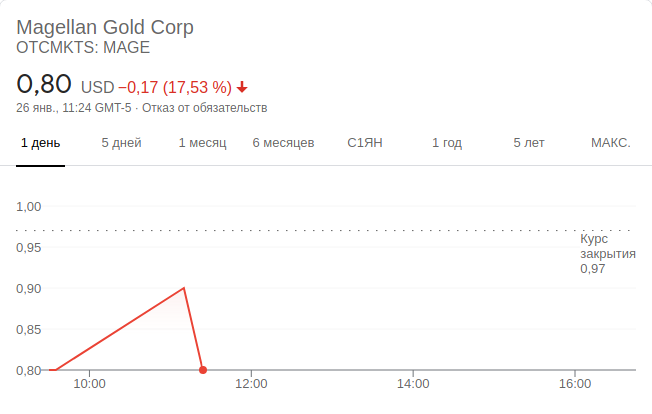 Magellan Gold Corp
OTCMKTS: MAGE
0,80 USD −0,17 (17,53 %)
26 янв., 11:24 GMT-5 · Отказ от обязательств
1 день 5 дней 1 месяц 6 месяцев С1ЯН 1 год 5 лет МАКС.
1,00
Курс
0,95
закрытия
0,97
0,90
0,85
0,80
10:00 12:00 14:00 16:00